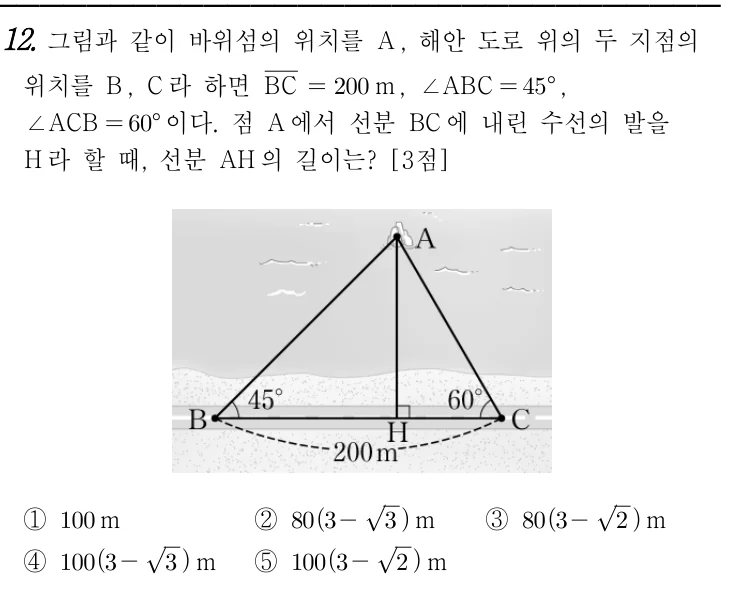 12. 그림과 같이 바위섬의 위치를 A, 해안 도로 위의 두 지점의
위치를 B, C라 하면 \overline{BC} = 200 m, ∠ABC = 45°,
∠ACB = 60°이다. 점 A에서 선분 BC에 내린 수선의 발을
H라 할 때, 선분 AH의 길이는? [3점]
A
45° 60°
B H C
200 m
① 100 m ② 80(3－√3) m ③ 80(3－√2) m
④ 100(3－√3) m ⑤ 100(3－√2) m